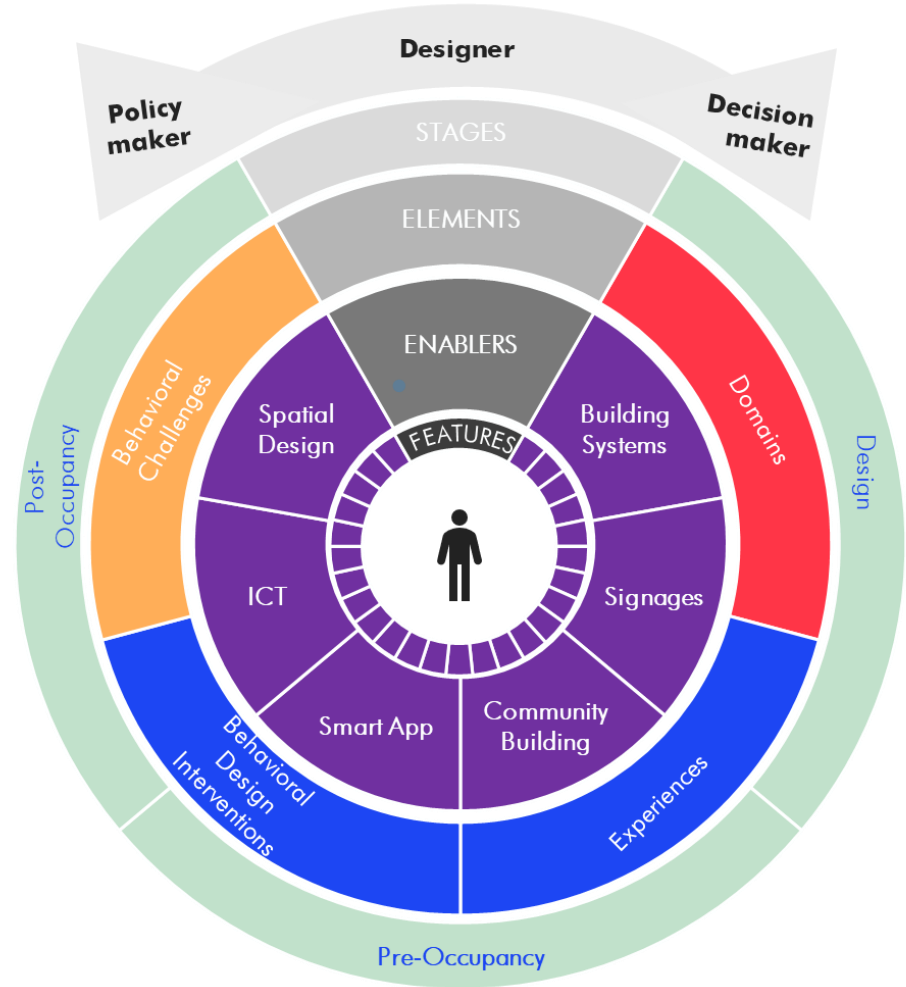 Designer
Policy
maker
Decision
maker
STAGES
ELEMENTS
ENABLERS
FEATURES
Behavioral
Challenges
Domains
Spatial
Design
Building
Systems
Post-
Occupancy
Design
ICT
Signages
Smart App
Community
Building
Behavioral
Design
Interventions
Experiences
Pre-Occupancy